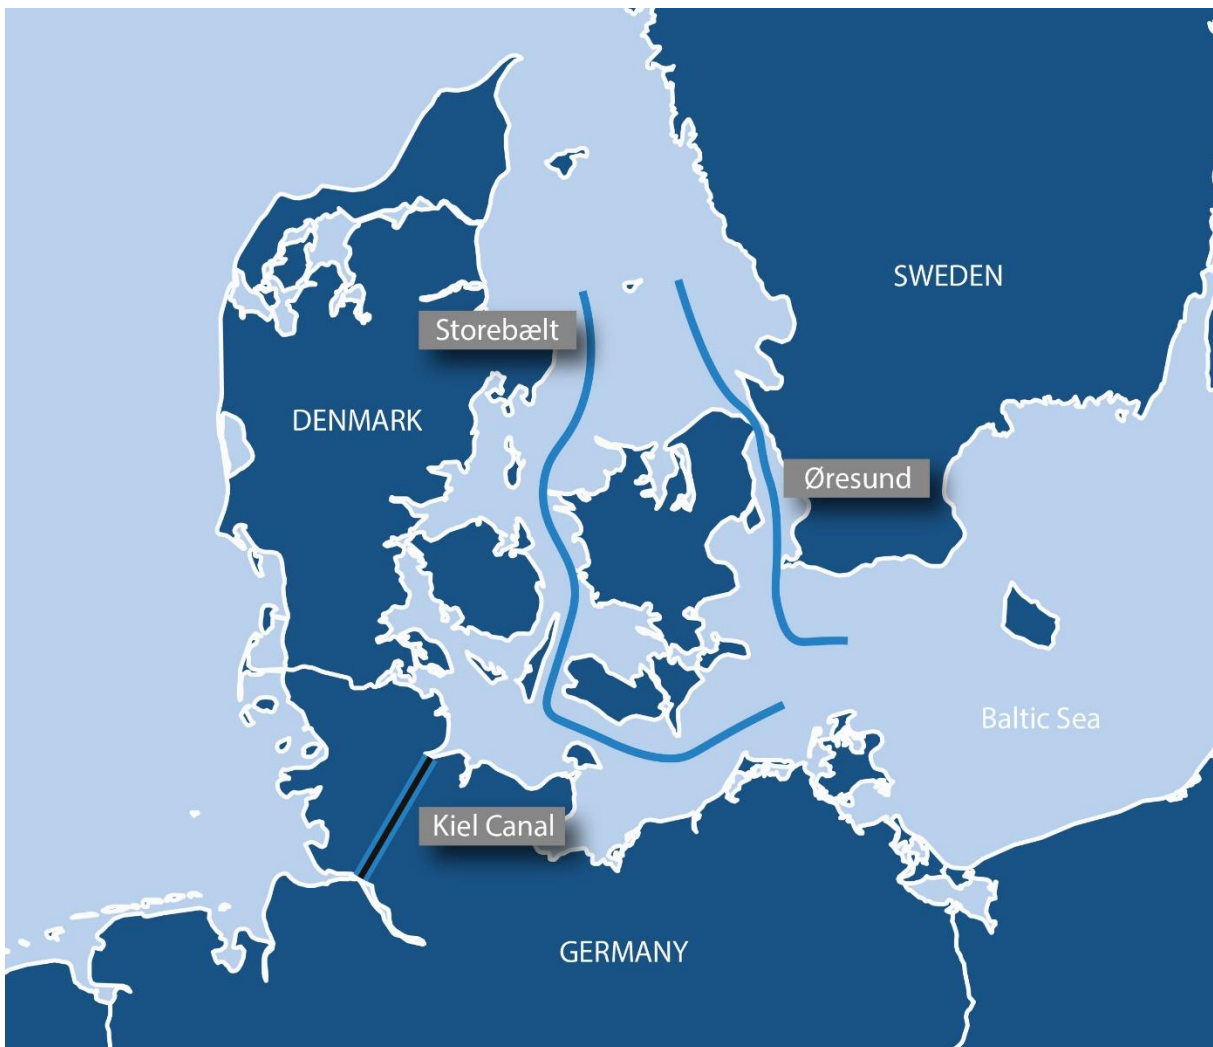 SWEDEN
Storebælt
DENMARK
Øresund
Baltic Sea
Kiel Canal
GERMANY